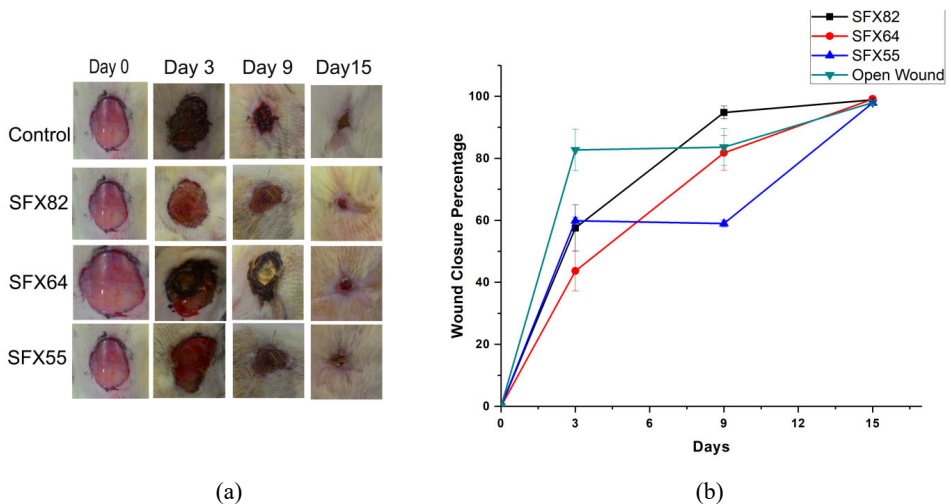 Day 0 Day 3 Day 9 Day15
Control
SFX82
SFX64
SFX55
(a)
SFX82
SFX64
SFX55
Open Wound
Wound Closure Percentage
100
80
60
40
20
0
0 3 6 9 12 15
Days
(b)